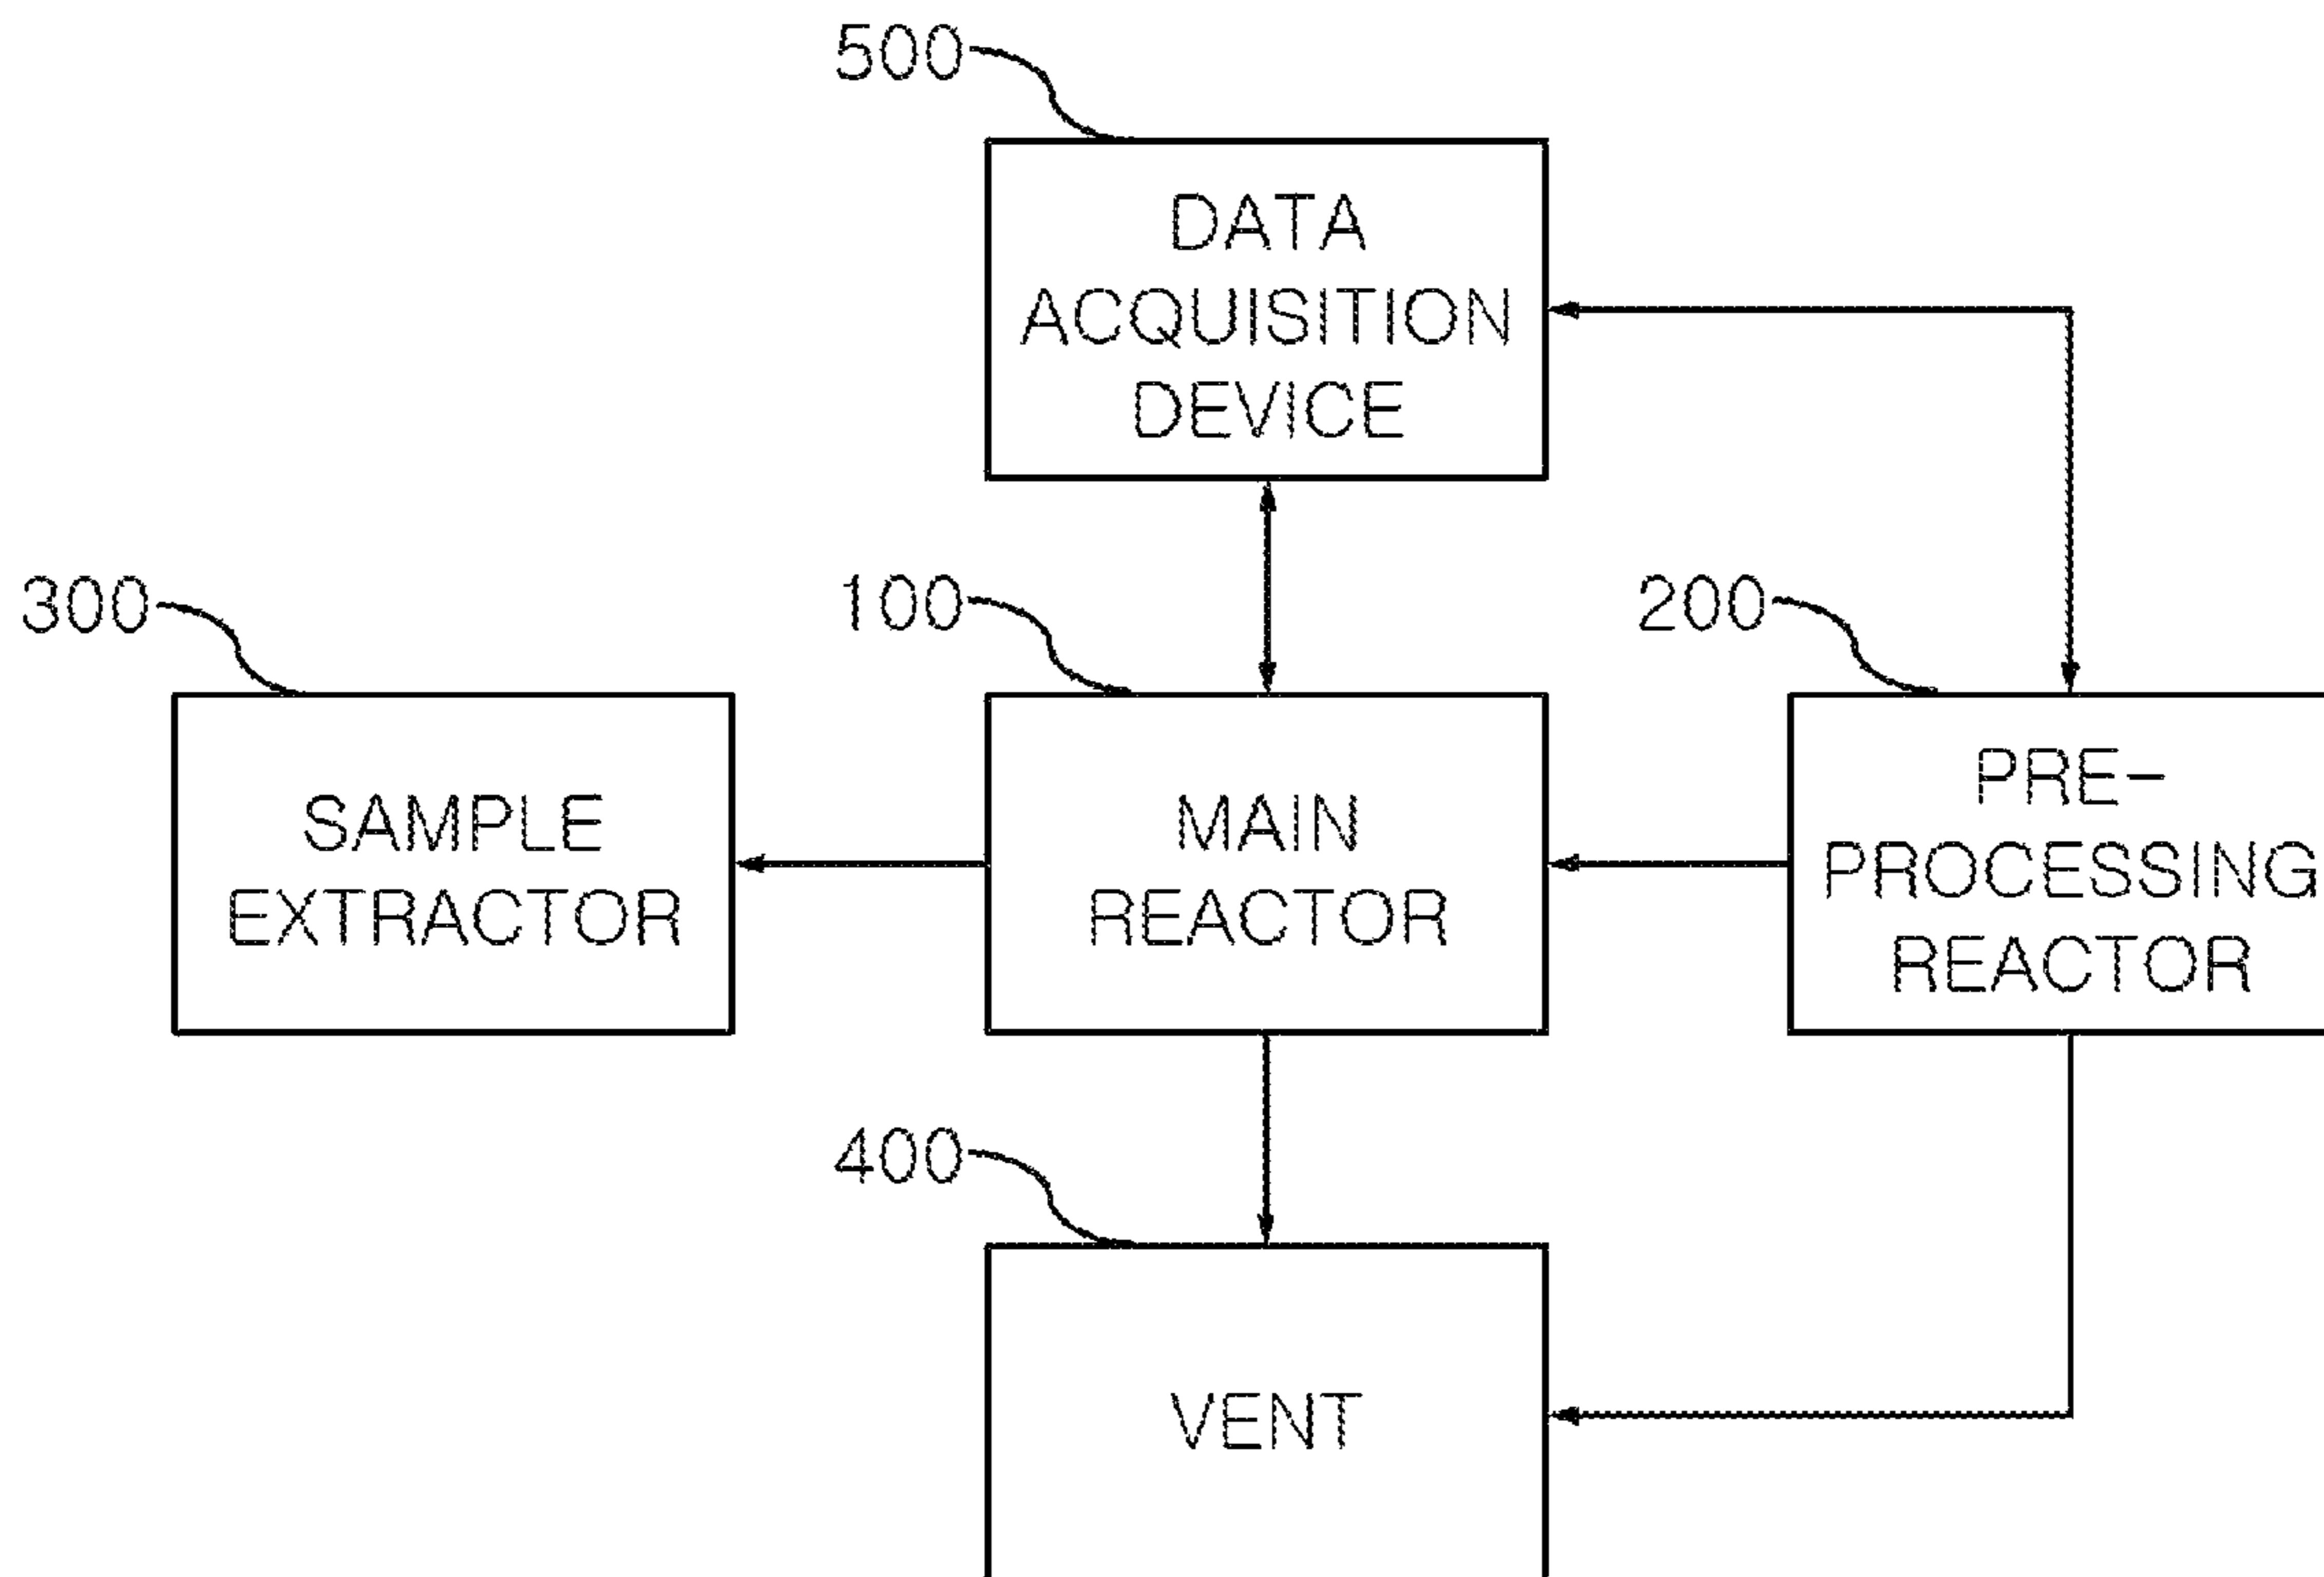 500
DATA
ACQUISITION
DEVICE
300
100
200
SAMPLE
EXTRACTOR
MAIN
REACTOR
PRE-
PROCESSING
REACTOR
400
VENT